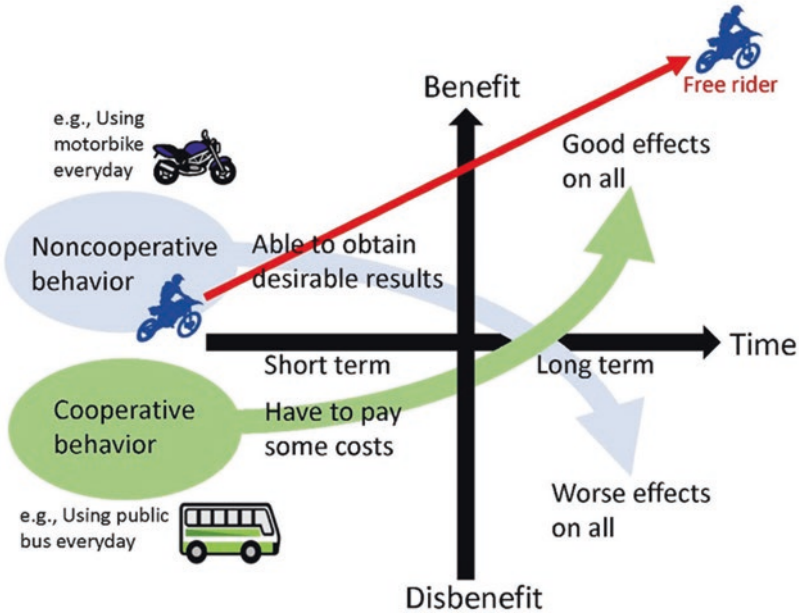 Benefit
Free rider
e.g., Using
motorbike
everyday
Good effects
on all
Noncooperative
behavior
Able to obtain
desirable results
Time
Short term
Long term
Cooperative
behavior
Have to pay
some costs
e.g., Using public
bus everyday
Worse effects
on all
Disbenefit